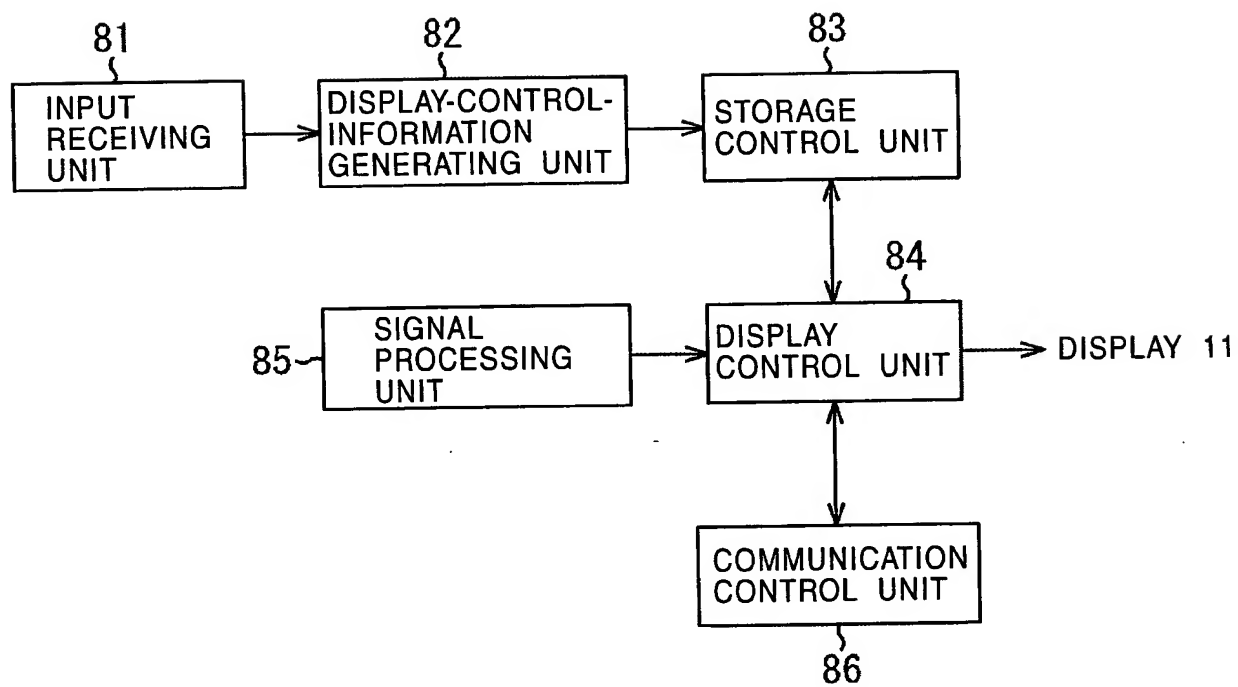 81
82
83
INPUT
RECEIVING
UNIT
DISPLAY-CONTROL-
INFORMATION
GENERATING UNIT
STORAGE
CONTROL UNIT
84
85
SIGNAL
PROCESSING
UNIT
DISPLAY
CONTROL UNIT
DISPLAY 11
COMMUNICATION
CONTROL UNIT
86